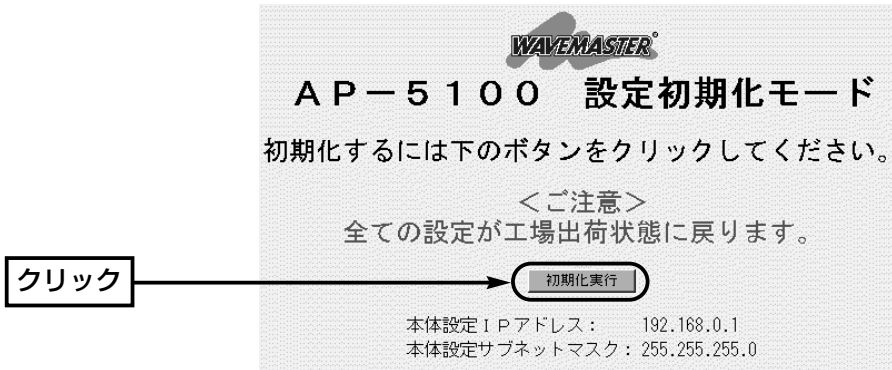 WAVEMASTER®
AP－5100　設定初期化モード
初期化するには下のボタンをクリックしてください。
＜ご注意＞
全ての設定が工場出荷状態に戻ります。
クリック
初期化実行
本体設定ＩＰアドレス：　192.168.0.1
本体設定サブネットマスク：255.255.255.0